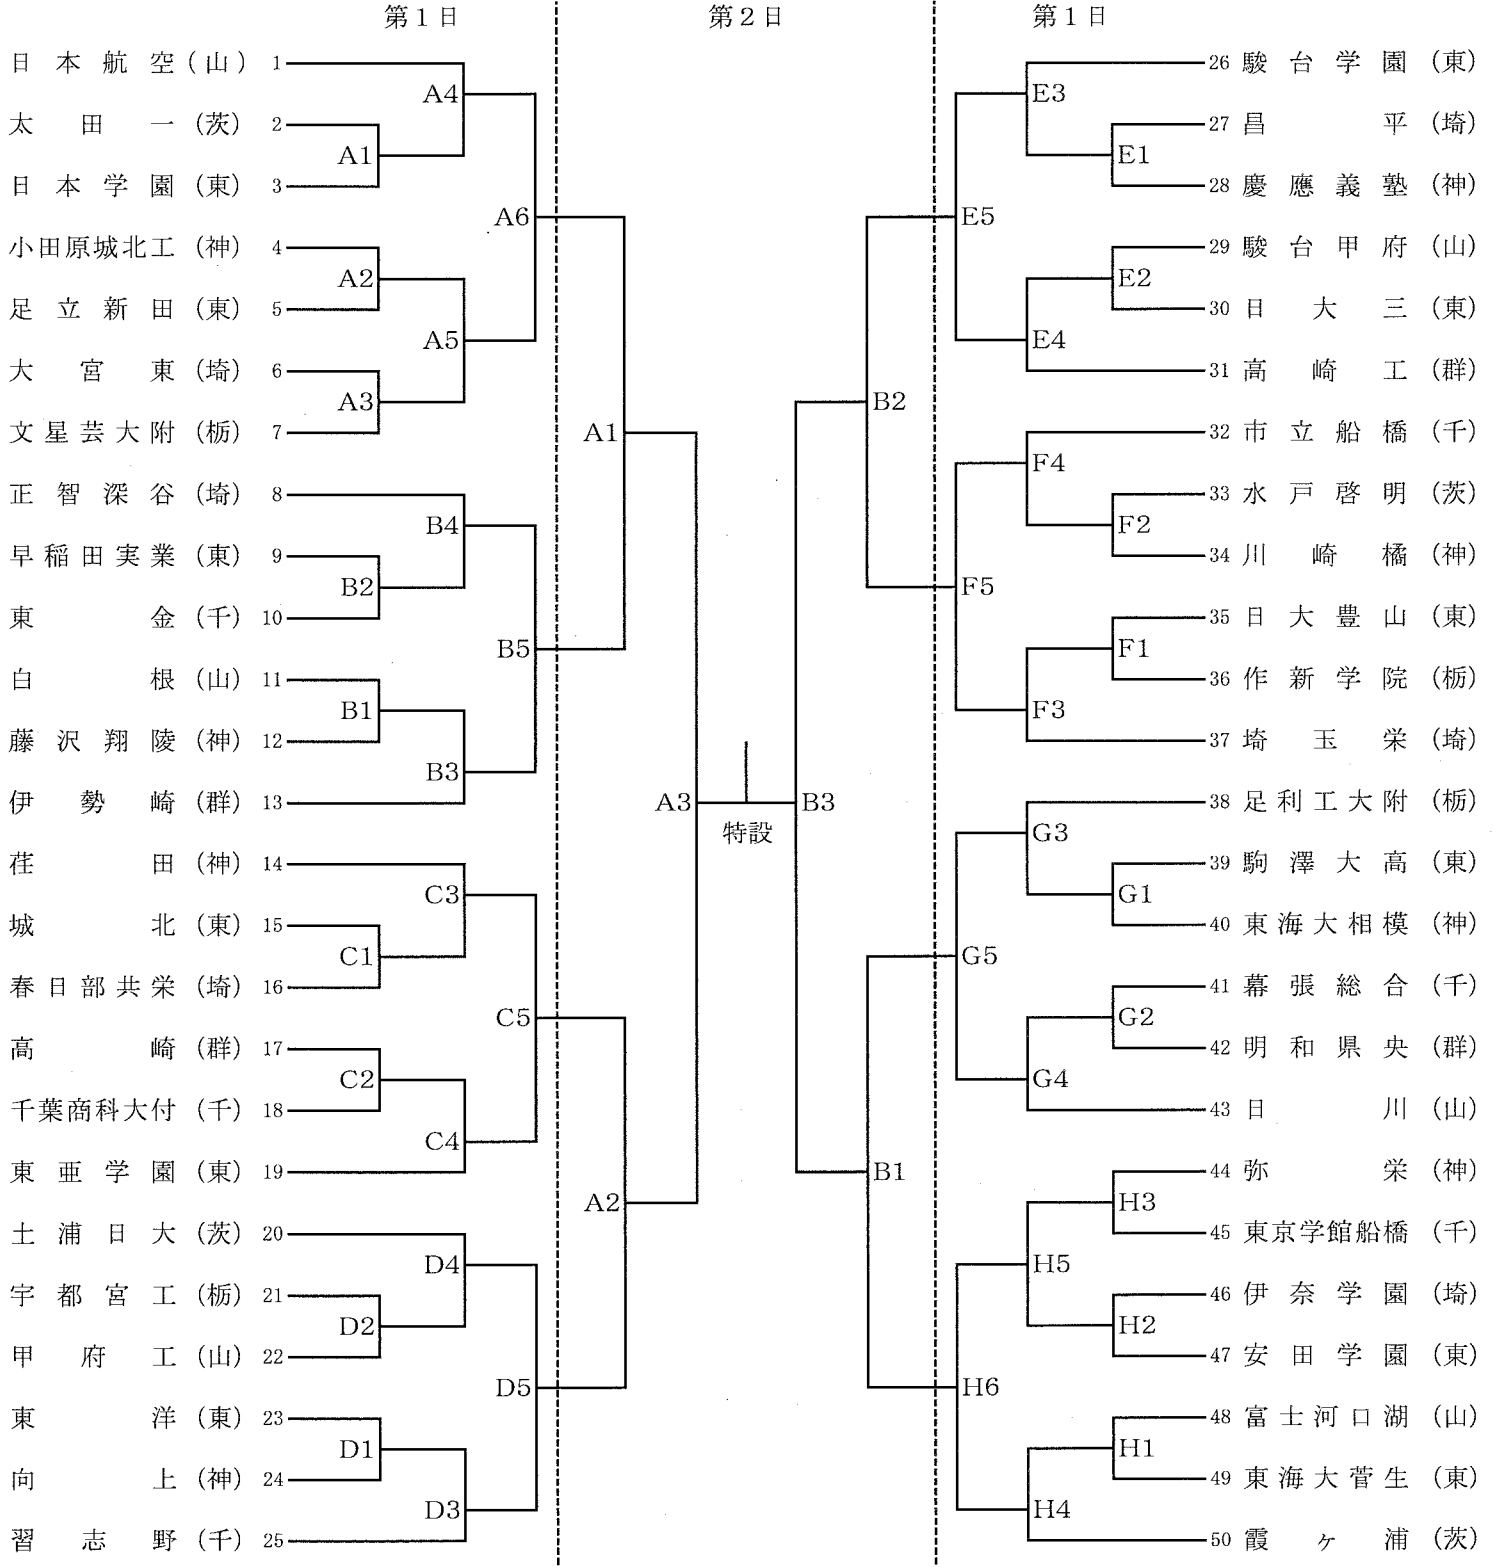 第1日 第2日 第1日
日本航空(山) 1
太田一(茨) 2
日本学園(東) 3
小田原城北工(神) 4
足立新田(東) 5
大宮東(埼) 6
文星芸大附(栃) 7
正智深谷(埼) 8
早稲田実業(東) 9
東金(千) 10
白根(山) 11
藤沢翔陵(神) 12
伊勢崎(群) 13
荏田(神) 14
城北(東) 15
春日部共栄(埼) 16
高崎(群) 17
千葉商科大付(千) 18
東亜学園(東) 19
土浦日大(茨) 20
宇都宮工(栃) 21
甲府工(山) 22
東洋(東) 23
向上(神) 24
習志野(千) 25
A4
A1
A6
A2
A5
A3
B4
B2
B5
B1
B3
C3
C1
C5
C2
C4
D4
D2
D5
D1
D3
A1
A2
A3
特設
B3
B2
B1
E3
E1
E5
E2
E4
F4
F2
F5
F1
F3
G3
G1
G5
G2
G4
H3
H5
H2
H6
H1
H4
26 駿台学園(東)
27 昌平(埼)
28 慶應義塾(神)
29 駿台甲府(山)
30 日大三(東)
31 高崎工(群)
32 市立船橋(千)
33 水戸啓明(茨)
34 川崎橘(神)
35 日大豊山(東)
36 作新学院(栃)
37 埼玉栄(埼)
38 足利工大附(栃)
39 駒澤大高(東)
40 東海大相模(神)
41 幕張総合(千)
42 明和県央(群)
43 日川(山)
44 弥栄(神)
45 東京学館船橋(千)
46 伊奈学園(埼)
47 安田学園(東)
48 富士河口湖(山)
49 東海大菅生(東)
50 霞ヶ浦(茨)